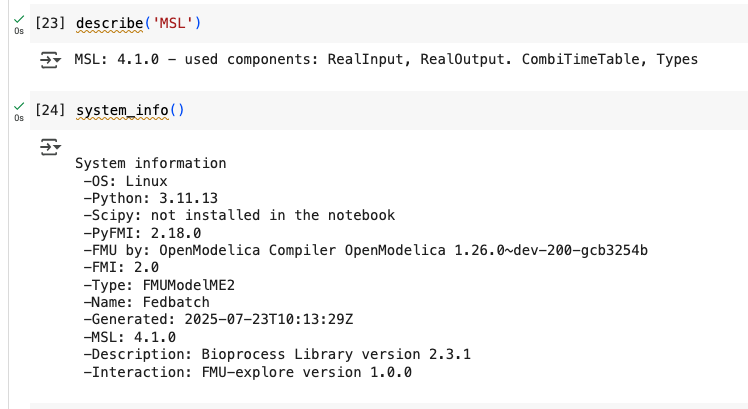 [23] describe('MSL')
0s
MSL: 4.1.0 - used components: RealInput, RealOutput. CombiTimeTable, Types
[24] system_info()
0s
System information
-OS: Linux
-Python: 3.11.13
-Scipy: not installed in the notebook
-PyFMI: 2.18.0
-FMU by: OpenModelica Compiler OpenModelica 1.26.0~dev-200-gcb3254b
-FMI: 2.0
-Type: FMUModelME2
-Name: Fedbatch
-Generated: 2025-07-23T10:13:29Z
-MSL: 4.1.0
-Description: Bioprocess Library version 2.3.1
-Interaction: FMU-explore version 1.0.0